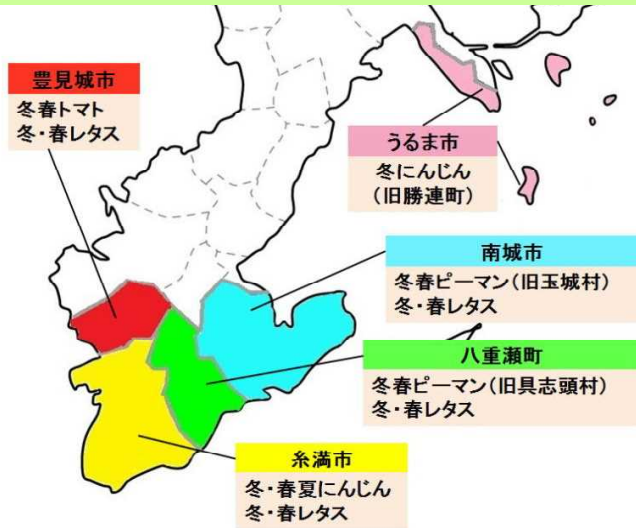 豊見城市
冬春トマト
冬・春レタス
うるま市
冬にんじん
(旧勝連町)
南城市
冬春ピーマン(旧玉城村)
冬・春レタス
八重瀬町
冬春ピーマン(旧具志頭村)
冬・春レタス
糸満市
冬・春夏にんじん
冬・春レタス